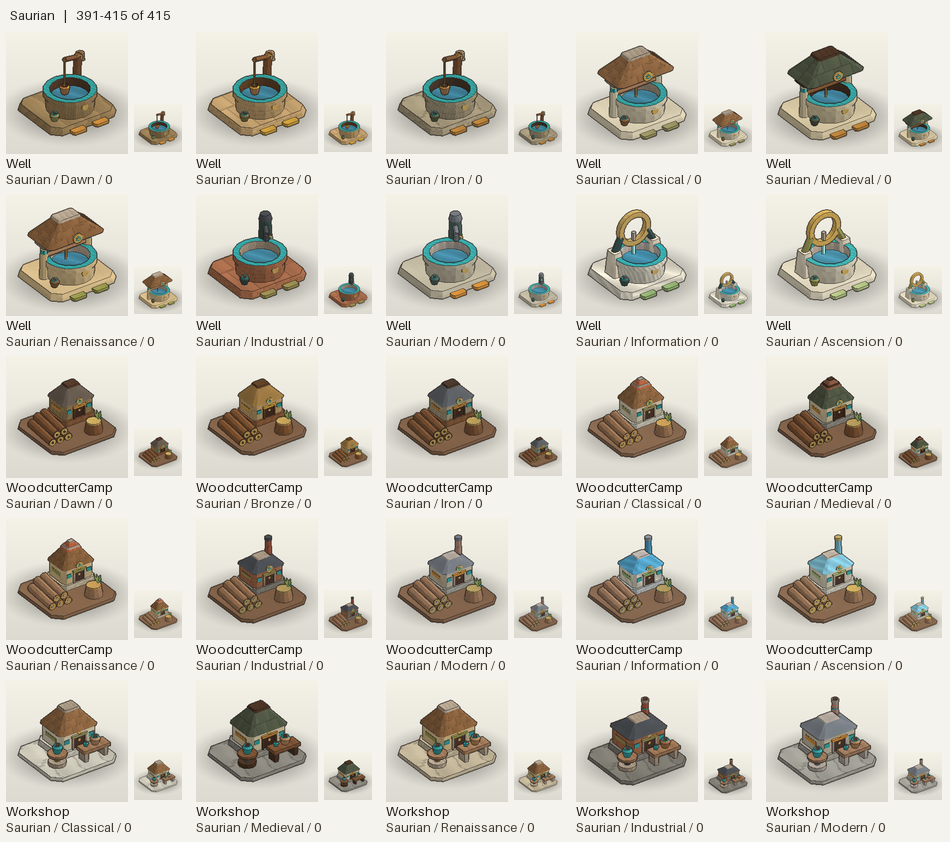 Saurian | 391-415 of 415
Well
Saurian / Dawn / 0
Well
Saurian / Bronze / 0
Well
Saurian / Iron / 0
Well
Saurian / Classical / 0
Well
Saurian / Medieval / 0
Well
Saurian / Renaissance / 0
Well
Saurian / Industrial / 0
Well
Saurian / Modern / 0
Well
Saurian / Information / 0
Well
Saurian / Ascension / 0
WoodcutterCamp
Saurian / Dawn / 0
WoodcutterCamp
Saurian / Bronze / 0
WoodcutterCamp
Saurian / Iron / 0
WoodcutterCamp
Saurian / Classical / 0
WoodcutterCamp
Saurian / Medieval / 0
WoodcutterCamp
Saurian / Renaissance / 0
WoodcutterCamp
Saurian / Industrial / 0
WoodcutterCamp
Saurian / Modern / 0
WoodcutterCamp
Saurian / Information / 0
WoodcutterCamp
Saurian / Ascension / 0
Workshop
Saurian / Classical / 0
Workshop
Saurian / Medieval / 0
Workshop
Saurian / Renaissance / 0
Workshop
Saurian / Industrial / 0
Workshop
Saurian / Modern / 0